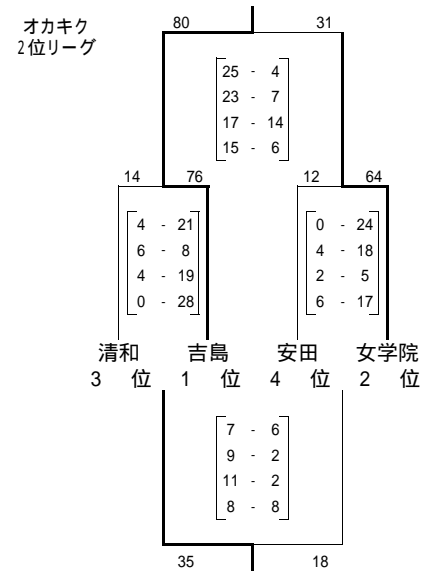 オカキク
2位リーグ
80 31
25 - 4
23 - 7
17 - 14
15 - 6
14 76 12 64
4 - 21 0 - 24
6 - 8 4 - 18
4 - 19 2 - 5
0 - 28 6 - 17
清和 吉島 安田 女学院
3 位 1 位 4 位 2 位
7 - 6
9 - 2
11 - 2
8 - 8
35 18